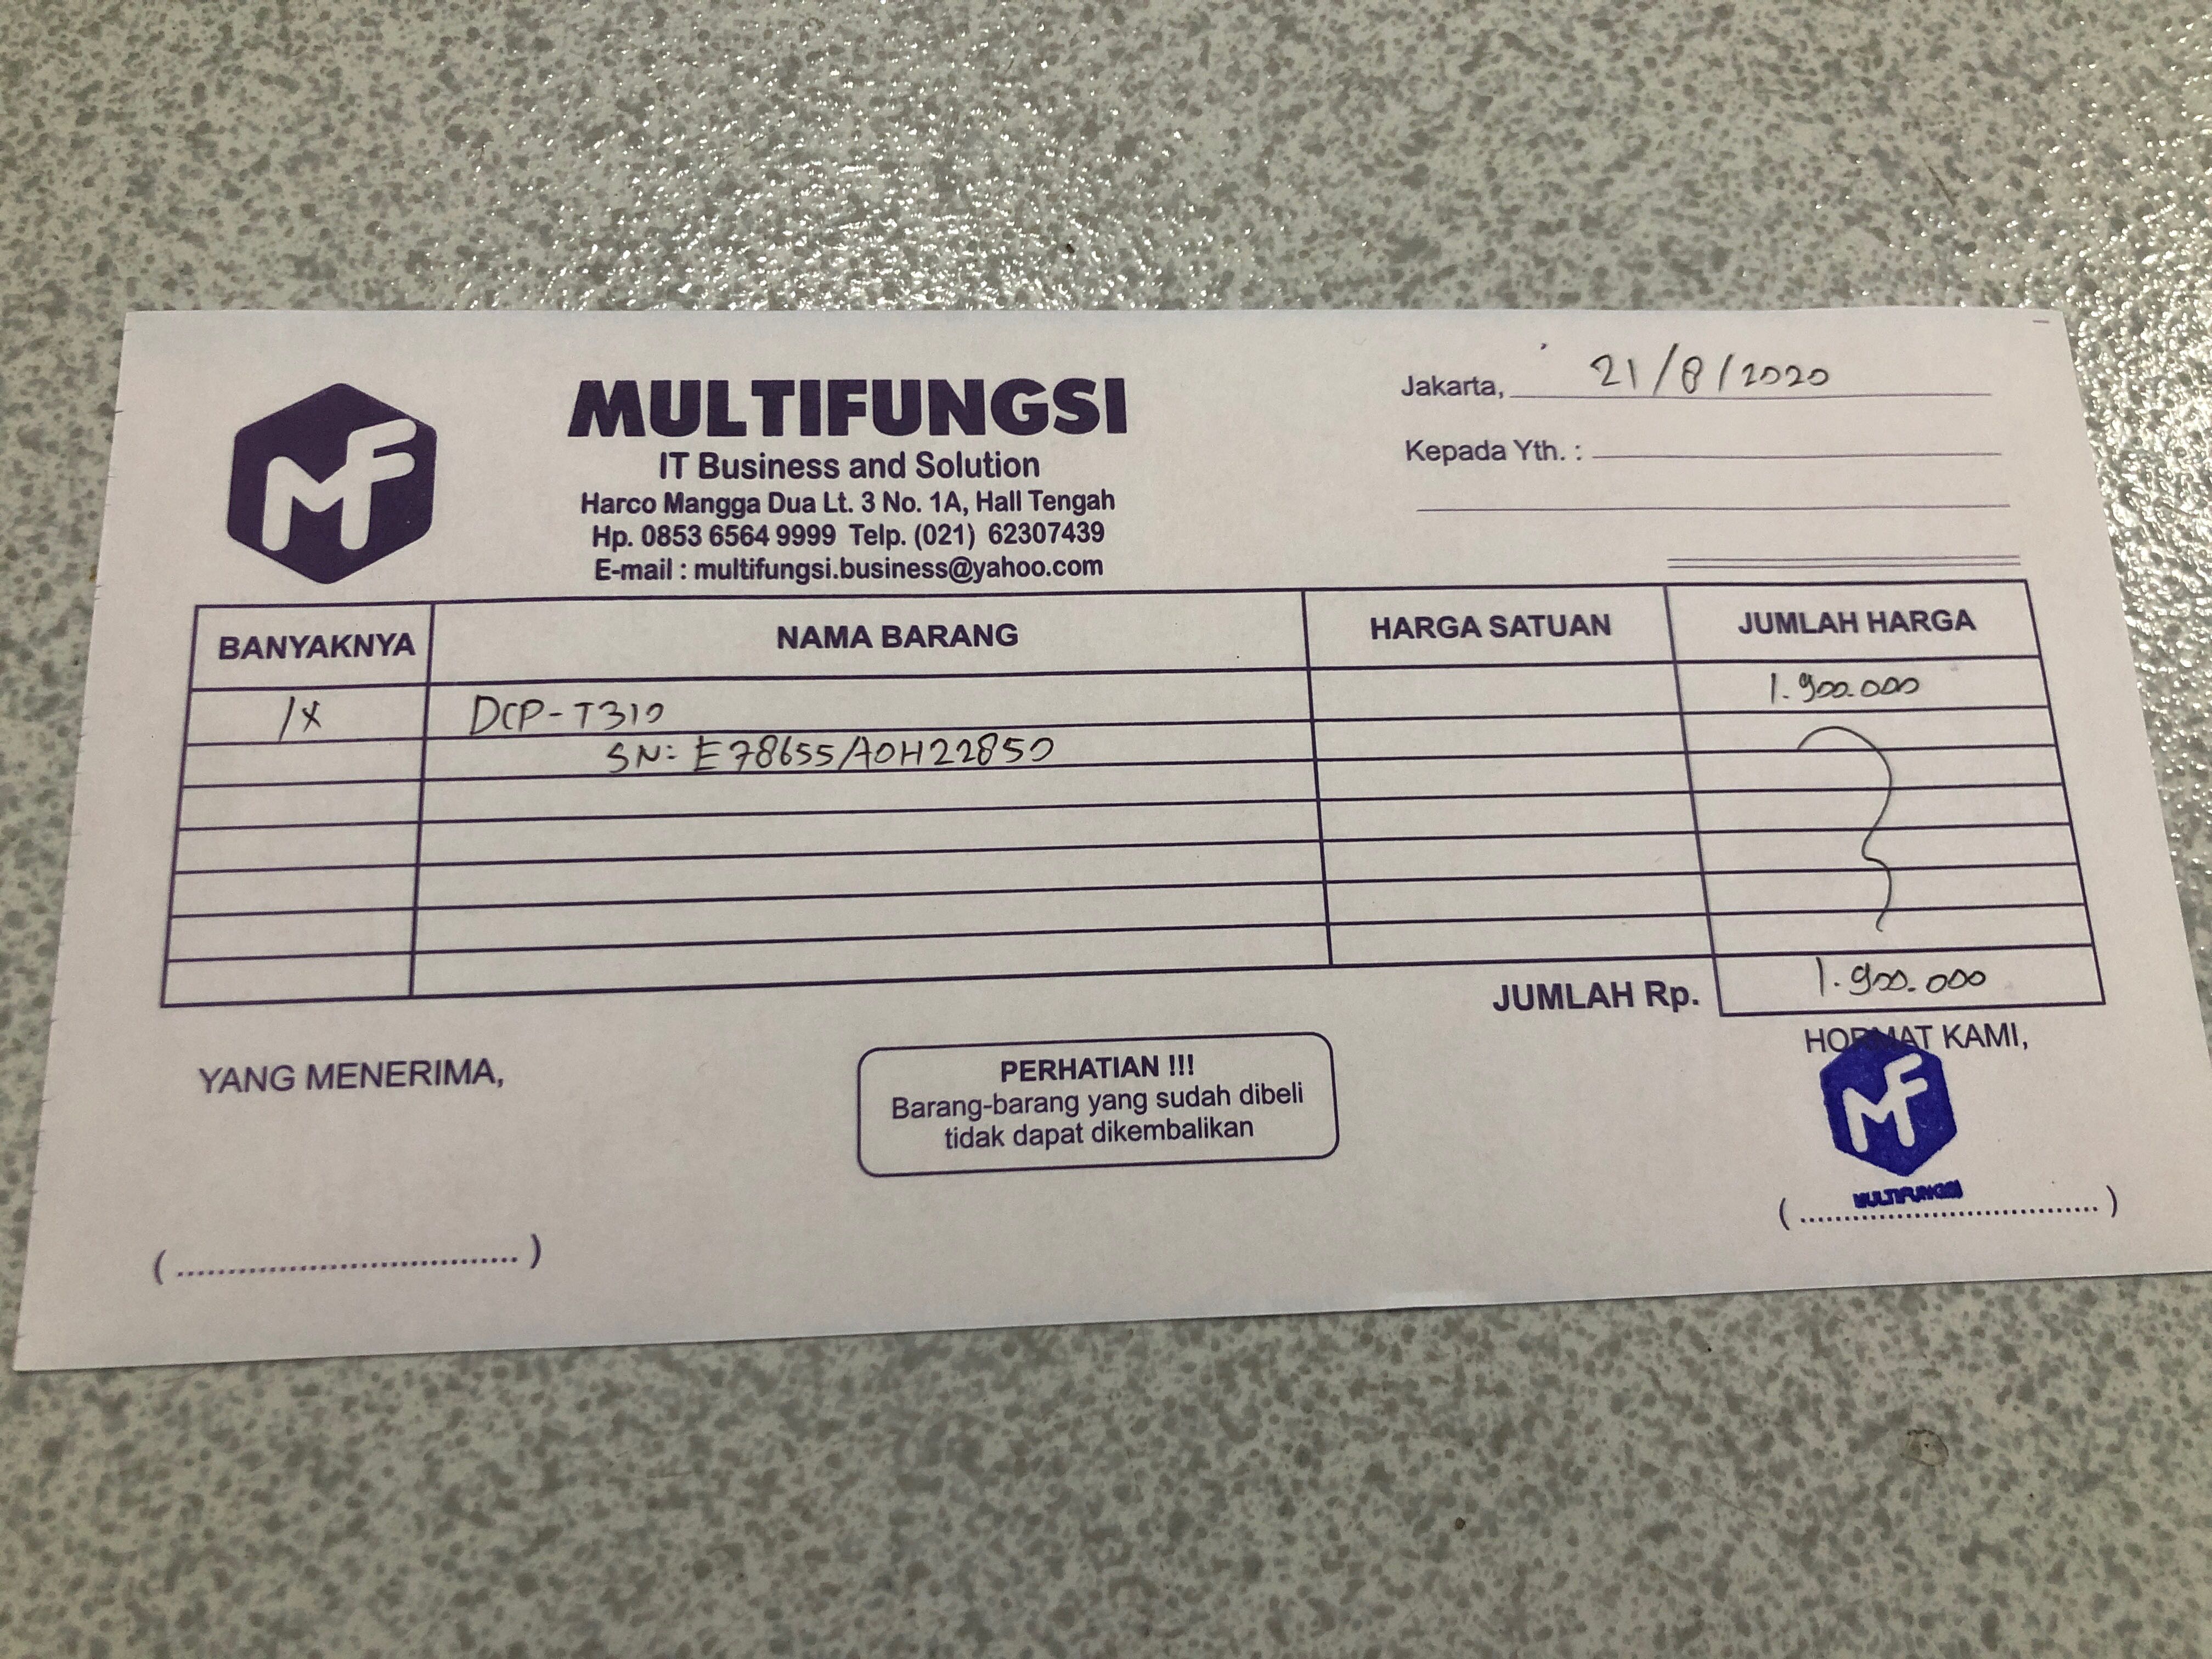 MF
MULTIFUNGSI
IT Business and Solution
Harco Mangga Dua Lt. 3 No. 1A, Hall Tengah
Hp. 0853 6564 9999 Telp. (021) 62307439
E-mail : multifungsi.business@yahoo.com
Jakarta, 21/8/2020
Kepada Yth. :
BANYAKNYA NAMA BARANG HARGA SATUAN JUMLAH HARGA
1x DCP-T310 1.900.000
SN: E78655/A0H22850
JUMLAH Rp. 1.900.000
YANG MENERIMA,
(....................................)
PERHATIAN !!!
Barang-barang yang sudah dibeli
tidak dapat dikembalikan
HORMAT KAMI,
MF
MULTIFUNGSI
(....................................)